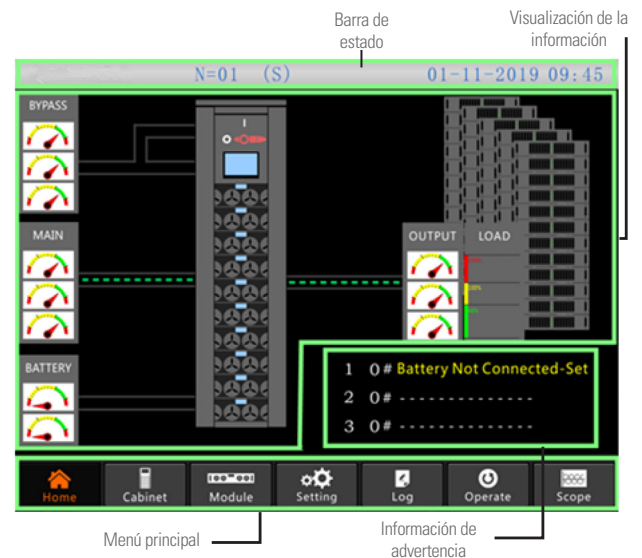 Barra de
estado
Visualización de la
información
N=01 (S) 01-11-2019 09:45
BYPASS
MAIN
OUTPUT LOAD
BATTERY
1 0# Battery Not Connected-Set
2 0# --------------
3 0# --------------
Home Cabinet Module Setting Log Operate Scope
Menú principal
Información de
advertencia